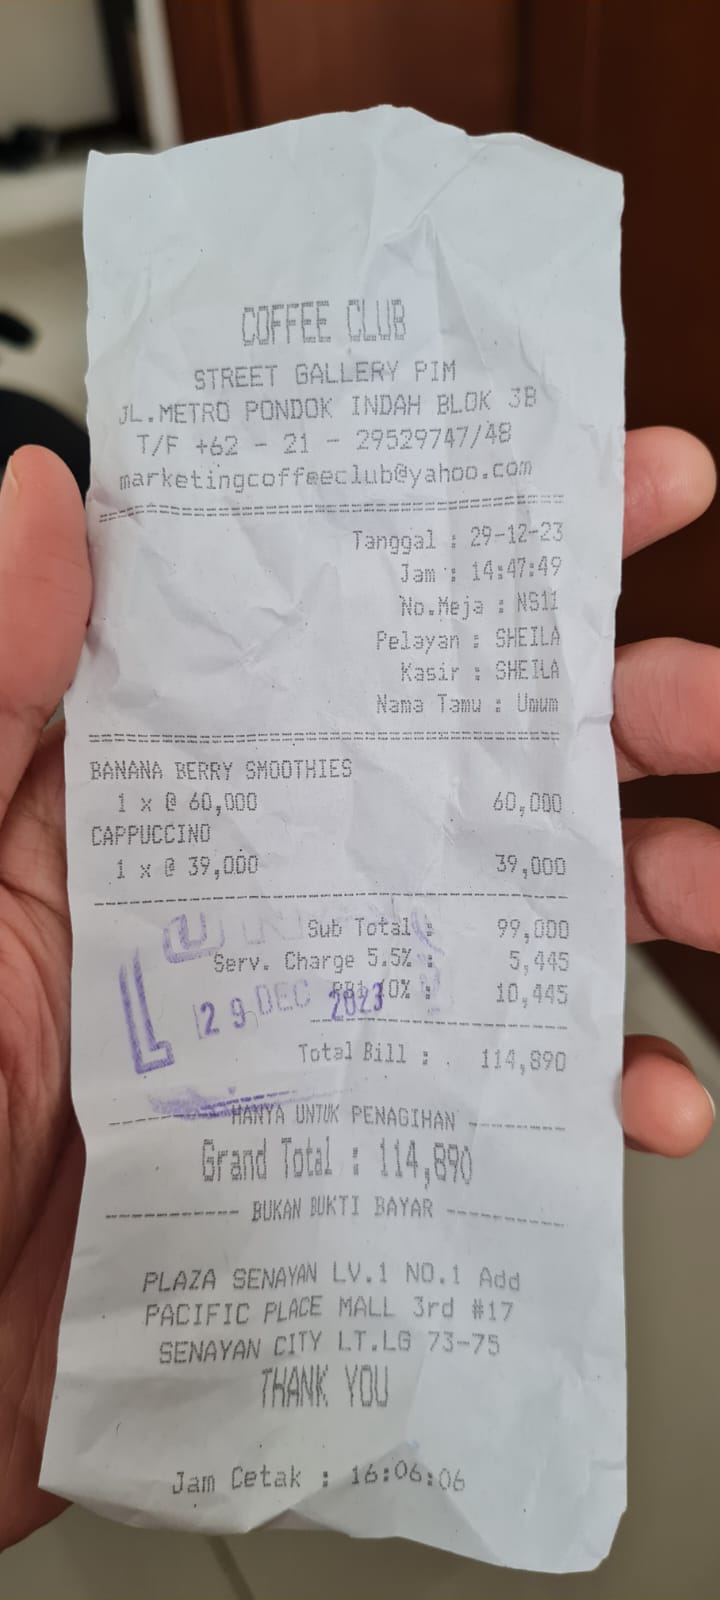 COFFEE CLUB
STREET GALLERY PIM
JL.METRO PONDOK INDAH BLOK 3B
T/F +62 - 21 - 29529747/48
marketingcoffeeclub@yahoo.com
Tanggal : 29-12-23
Jam : 14:47:49
No.Meja : NS11
Pelayan : SHEILA
Kasir : SHEILA
Nama Tamu : Umum
BANANA BERRY SMOOTHIES
1 x @ 60,000 60,000
CAPPUCCINO
1 x @ 39,000 39,000
Sub Total : 99,000
Serv. Charge 5.5% : 5,445
PB1 10% : 10,445
29 DEC 2023
Total Bill : 114,890
HANYA UNTUK PENAGIHAN
Grand Total : 114,890
BUKAN BUKTI BAYAR
PLAZA SENAYAN LV.1 NO.1 Add
PACIFIC PLACE MALL 3rd #17
SENAYAN CITY LT.LG 73-75
THANK YOU
Jam Cetak : 16:06:06